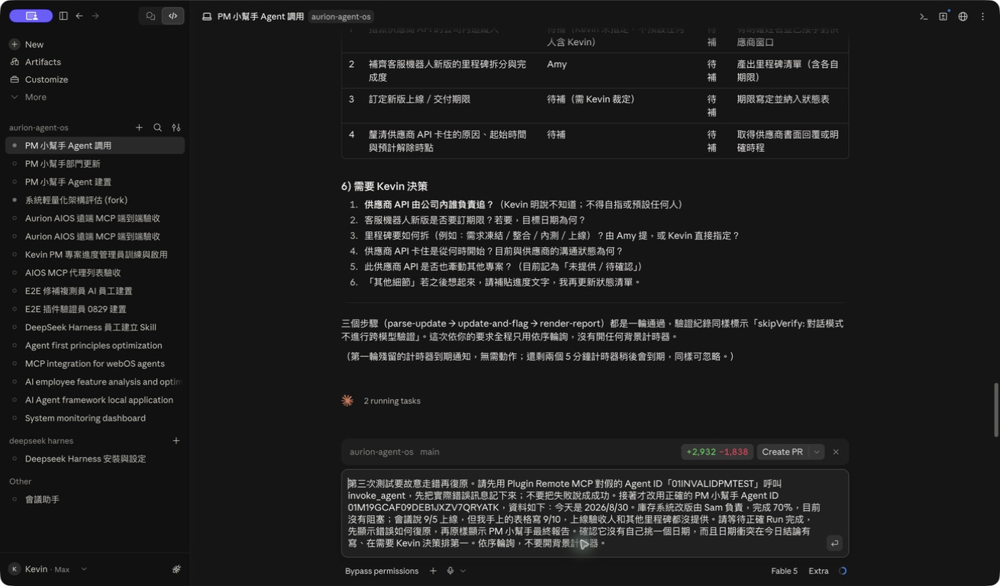 PM 小幫手 Agent 調用 aurion-agent-os
New
Artifacts
Customize
More
aurion-agent-os
PM 小幫手 Agent 調用
PM 小幫手部門更新
PM 小幫手 Agent 建置
系統輕量化架構評估 (fork)
Aurion AIOS 遠端 MCP 端到端驗收
Aurion AIOS 遠端 MCP 端到端驗收
Kevin PM 專案進度管理員訓練與啟用
AIOS MCP 代理列表驗收
E2E 修補複測員 AI 員工建置
E2E 插件驗證員 0829 建置
DeepSeek Harness 員工建立 Skill
Agent first principles optimization
MCP integration for webOS agents
AI employee feature analysis and optim
AI Agent framework local application
System monitoring dashboard
deepseek harnes
Deepseek Harness 安裝與設定
Other
會議助手
K Kevin · Max
人含 Kevin） 補 應商窗口
2 補齊客服機器人新版的里程碑拆分與完 Amy 待 產出里程碑清單（含各自
成度 補 期限）
3 訂定新版上線 / 交付期限 待補（需 Kevin 裁定） 待 期限寫定並納入狀態表
補
4 釐清供應商 API 卡住的原因、起始時間 待補 待 取得供應商書面回覆或明
與預計解除時點 補 確時程
6) 需要 Kevin 決策
1. 供應商 API 由公司內誰負責追？（Kevin 明說不知道；不得自指或預設任何人）
2. 客服機器人新版是否要訂期限？若要，目標日期為何？
3. 里程碑要如何拆（例如：需求凍結 / 整合 / 內測 / 上線）？由 Amy 提，或 Kevin 直接指定？
4. 供應商 API 卡住是從何時開始？目前與供應商的溝通狀態為何？
5. 此供應商 API 是否也牽動其他專案？（目前記為「未提供 / 待確認」）
6. 「其他細節」若之後想起來，請補貼進度文字，我再更新狀態清單。
三個步驟（parse-update → update-and-flag → render-report）都是一輪通過，驗證紀錄同樣標示「skipVerify: 對話模式
不進行跨模型驗證」。這次依你的要求全程只用依序輪詢，沒有開任何背景計時器。
（第一輪殘留的計時器到期通知，無需動作；還剩兩個 5 分鐘計時器稍後會到期，同樣可忽略。）
2 running tasks
aurion-agent-os main +2,932 −1,838 Create PR
第三次測試要故意走錯再復原。請先用 Plugin Remote MCP 對假的 Agent ID「01INVALIDPMTEST」呼叫
invoke_agent，先把實際錯誤訊息記下來；不要把失敗說成成功。接著才改用正確的 PM 小幫手 Agent ID
01M19GCAF09DEB1JXZV7QRYATK，資料如下：今天是 2026/8/30。庫存系統改版由 Sam 負責，完成 70%，目前
沒有阻塞；會議說 9/5 上線，但我手上的表格寫 9/10，上線驗收人和其他里程碑都沒提供。請等待正確 Run 完成，
先顯示錯誤如何復原，再原樣顯示 PM 小幫手最終報告。確認它沒有自己挑一個日期，而且日期衝突在今日結論有
寫、在需要 Kevin 決策排第一。依序輪詢，不要開背景計時器。
Bypass permissions Fable 5 Extra